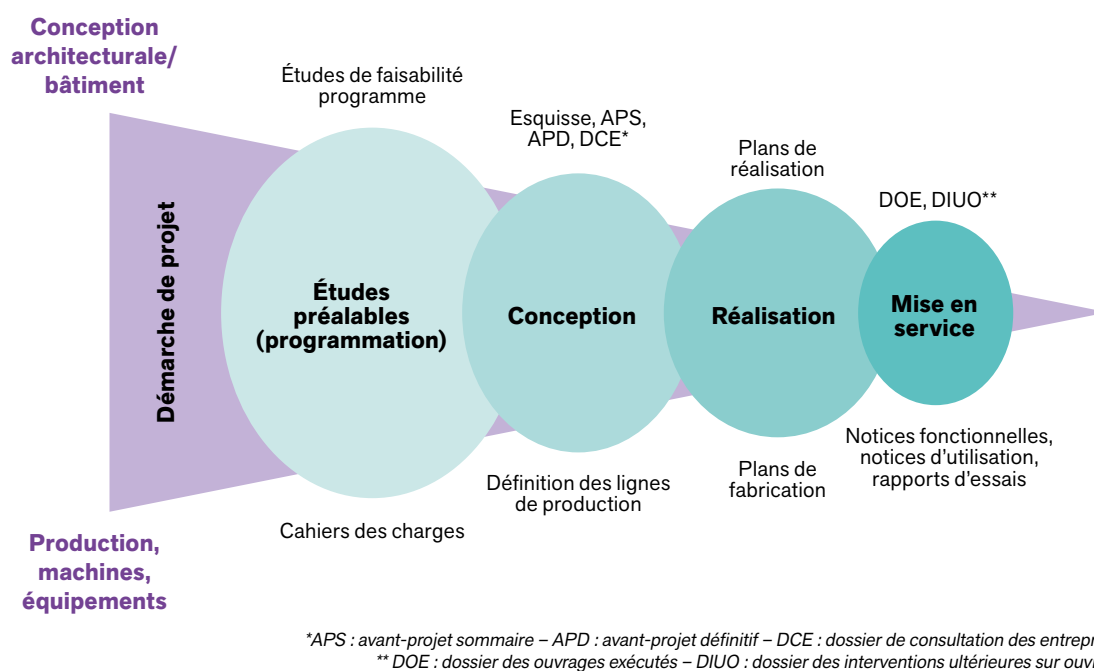 Conception
architecturale/
bâtiment
Études de faisabilité
programme
Esquisse, APS,
APD, DCE*
Plans de
réalisation
DOE, DIUO**
Démarche de projet
Études
préalables
(programmation)
Conception
Réalisation
Mise en
service
Cahiers des charges
Définition des lignes
de production
Plans de
fabrication
Notices fonctionnelles,
notices d'utilisation,
rapports d'essais
Production,
machines,
équipements
*APS : avant-projet sommaire – APD : avant-projet définitif – DCE : dossier de consultation des
** DOE : dossier des ouvrages exécutés – DIUO : dossier des interventions ultérieures sur